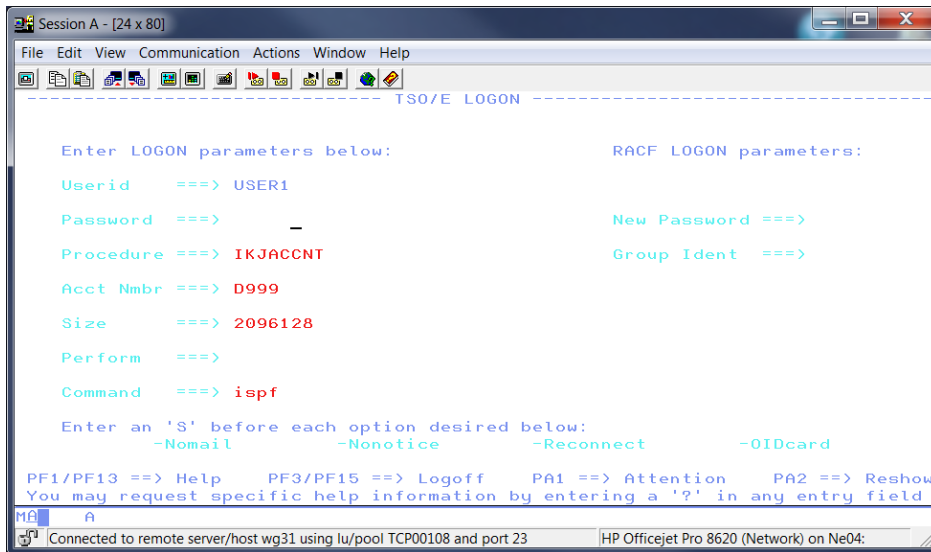 Session A - [24 x 80]
File Edit View Communication Actions Window Help
------------------------------- TSO/E LOGON -----------------------------------
Enter LOGON parameters below: RACF LOGON parameters:
Userid ===> USER1
Password ===> New Password ===>
Procedure ===> IKJACCNT Group Ident ===>
Acct Nmbr ===> D999
Size ===> 2096128
Perform ===>
Command ===> ispf
Enter an 'S' before each option desired below:
-Nomail -Nonotice -Reconnect -OIDcard
PF1/PF13 ==> Help PF3/PF15 ==> Logoff PA1 ==> Attention PA2 ==> Reshow
You may request specific help information by entering a '?' in any entry field
MA A
Connected to remote server/host wg31 using lu/pool TCP00108 and port 23 HP Officejet Pro 8620 (Network) on Ne04: